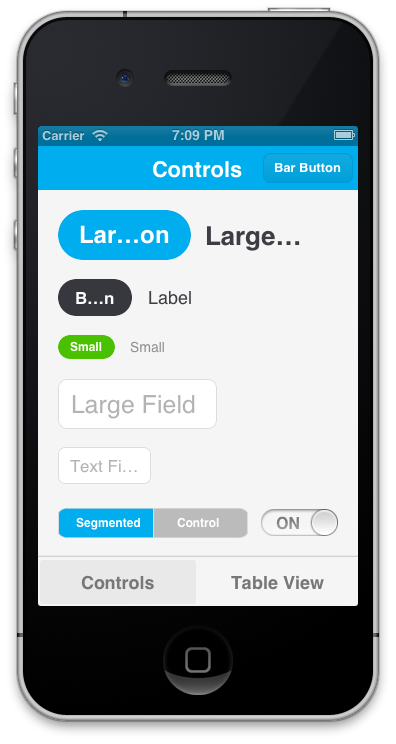 Carrier 7:09 PM
Controls Bar Button
Lar…on Large…
B…n Label
Small Small
Large Field
Text Fi…
Segmented Control ON
Controls Table View